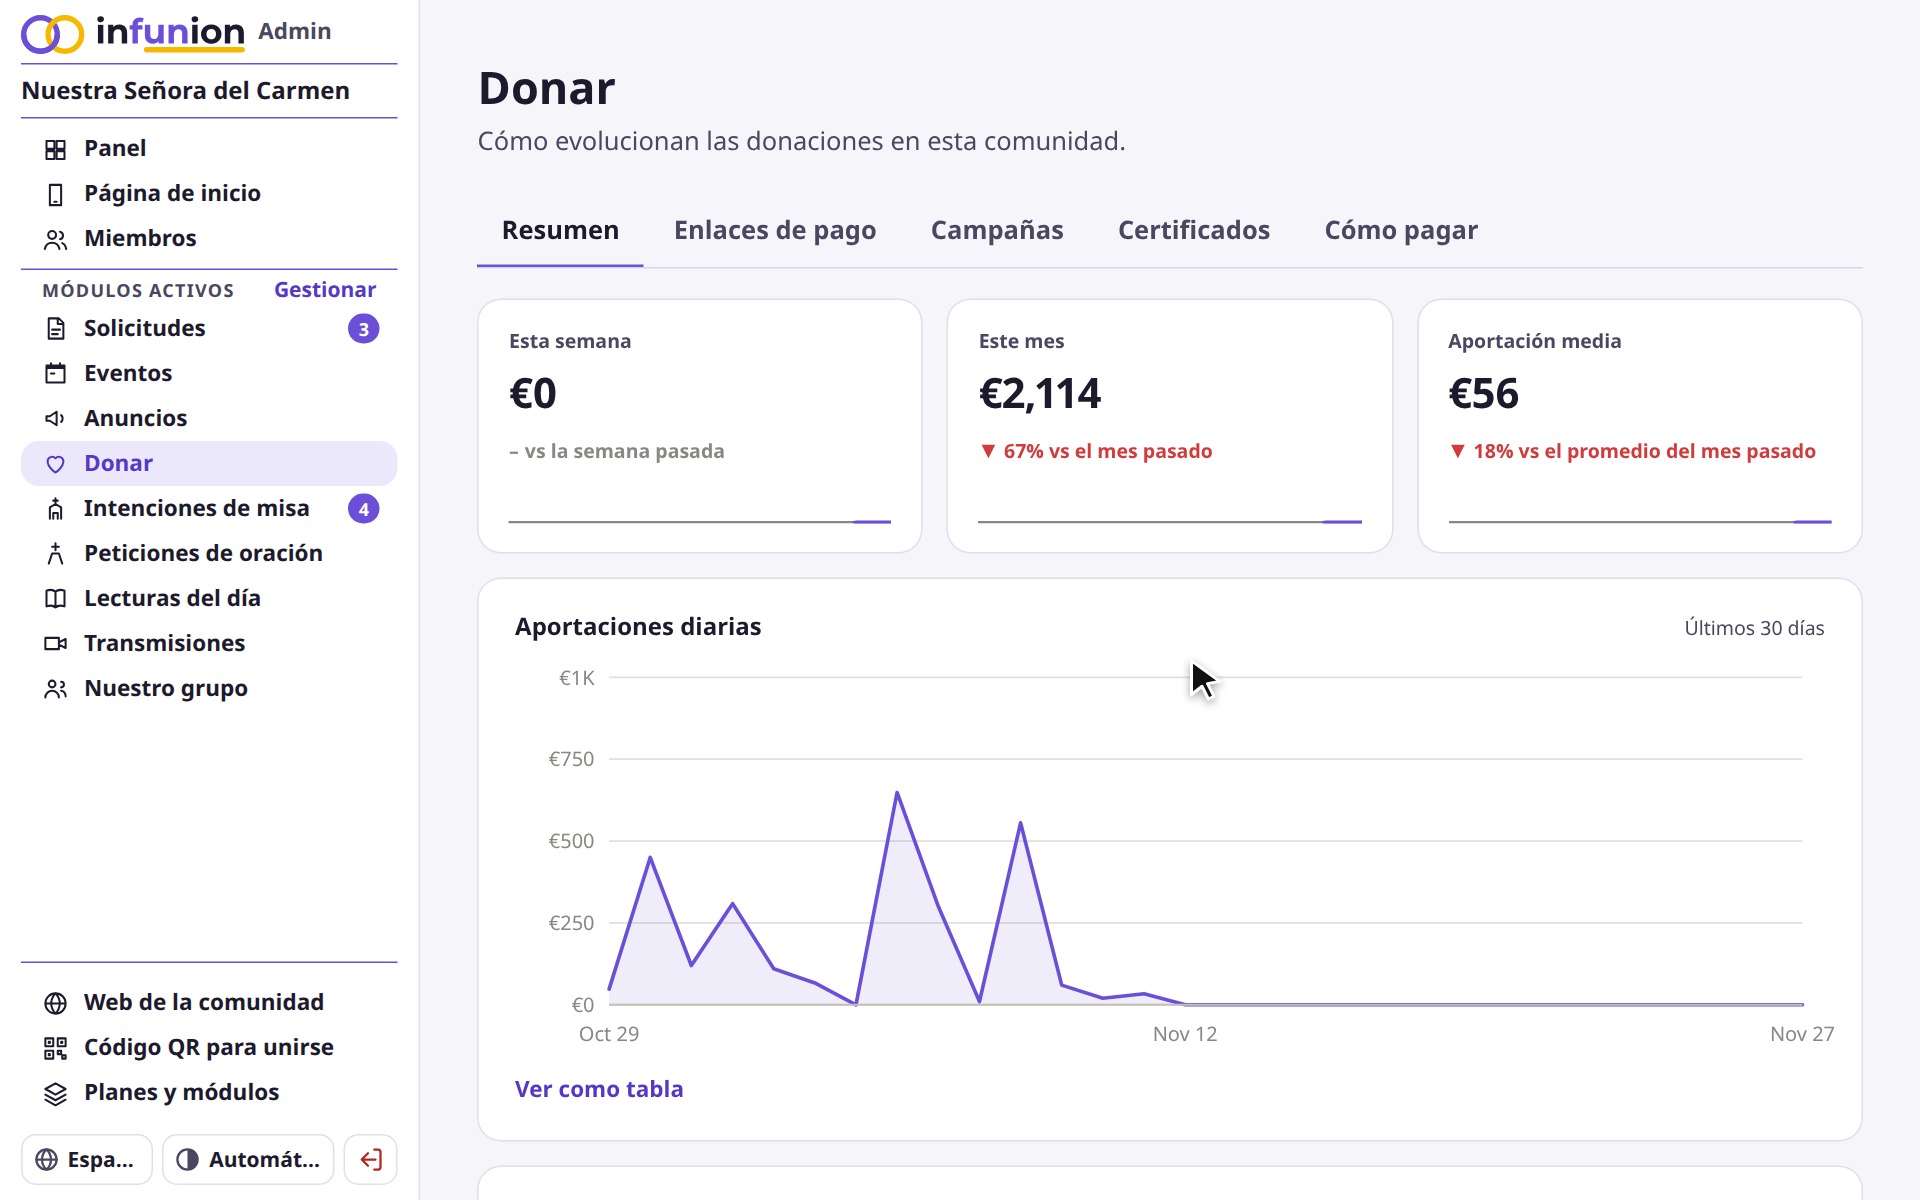 infunion Admin
Nuestra Señora del Carmen
Panel
Página de inicio
Miembros
MÓDULOS ACTIVOS Gestionar
Solicitudes 3
Eventos
Anuncios
Donar
Intenciones de misa 4
Peticiones de oración
Lecturas del día
Transmisiones
Nuestro grupo
Web de la comunidad
Código QR para unirse
Planes y módulos
Espa... Automát...
Donar
Cómo evolucionan las donaciones en esta comunidad.
Resumen Enlaces de pago Campañas Certificados Cómo pagar
Esta semana
€0
– vs la semana pasada
Este mes
€2,114
▼ 67% vs el mes pasado
Aportación media
€56
▼ 18% vs el promedio del mes pasado
Aportaciones diarias Últimos 30 días
€1K
€750
€500
€250
€0
Oct 29 Nov 12 Nov 27
Ver como tabla